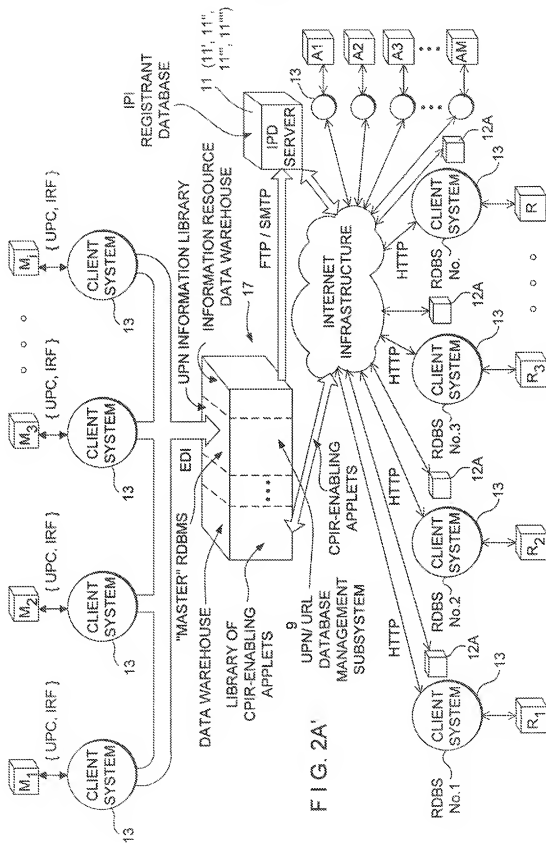 M₁
{ UPC, IRF }
M₂
{ UPC, IRF }
M₃
{ UPC, IRF }
M_I
{ UPC, IRF }
CLIENT
SYSTEM
13
CLIENT
SYSTEM
13
CLIENT
SYSTEM
13
CLIENT
SYSTEM
13
EDI
"MASTER" RDBMS
DATA WAREHOUSE
LIBRARY OF
CPIR-ENABLING
APPLETS
UPN INFORMATION LIBRARY
INFORMATION RESOURCE
DATA WAREHOUSE
17
IPI
REGISTRANT
DATABASE
11 (11', 11'',
11''', 11'''')
IPD
SERVER
FTP / SMTP
9
UPN/ URL
DATABASE
MANAGEMENT
SUBSYSTEM
CPIR-ENABLING
APPLETS
INTERNET
INFRASTRUCTURE
13
A1
A2
A3
AM
F I G. 2A'
HTTP
HTTP
HTTP
HTTP
12A
12A
12A
12A
RDBS
No.1
CLIENT
SYSTEM
13
RDBS
No.2
CLIENT
SYSTEM
13
RDBS
No.3
CLIENT
SYSTEM
13
RDBS
No.1
CLIENT
SYSTEM
13
R₁
R₂
R₃
R